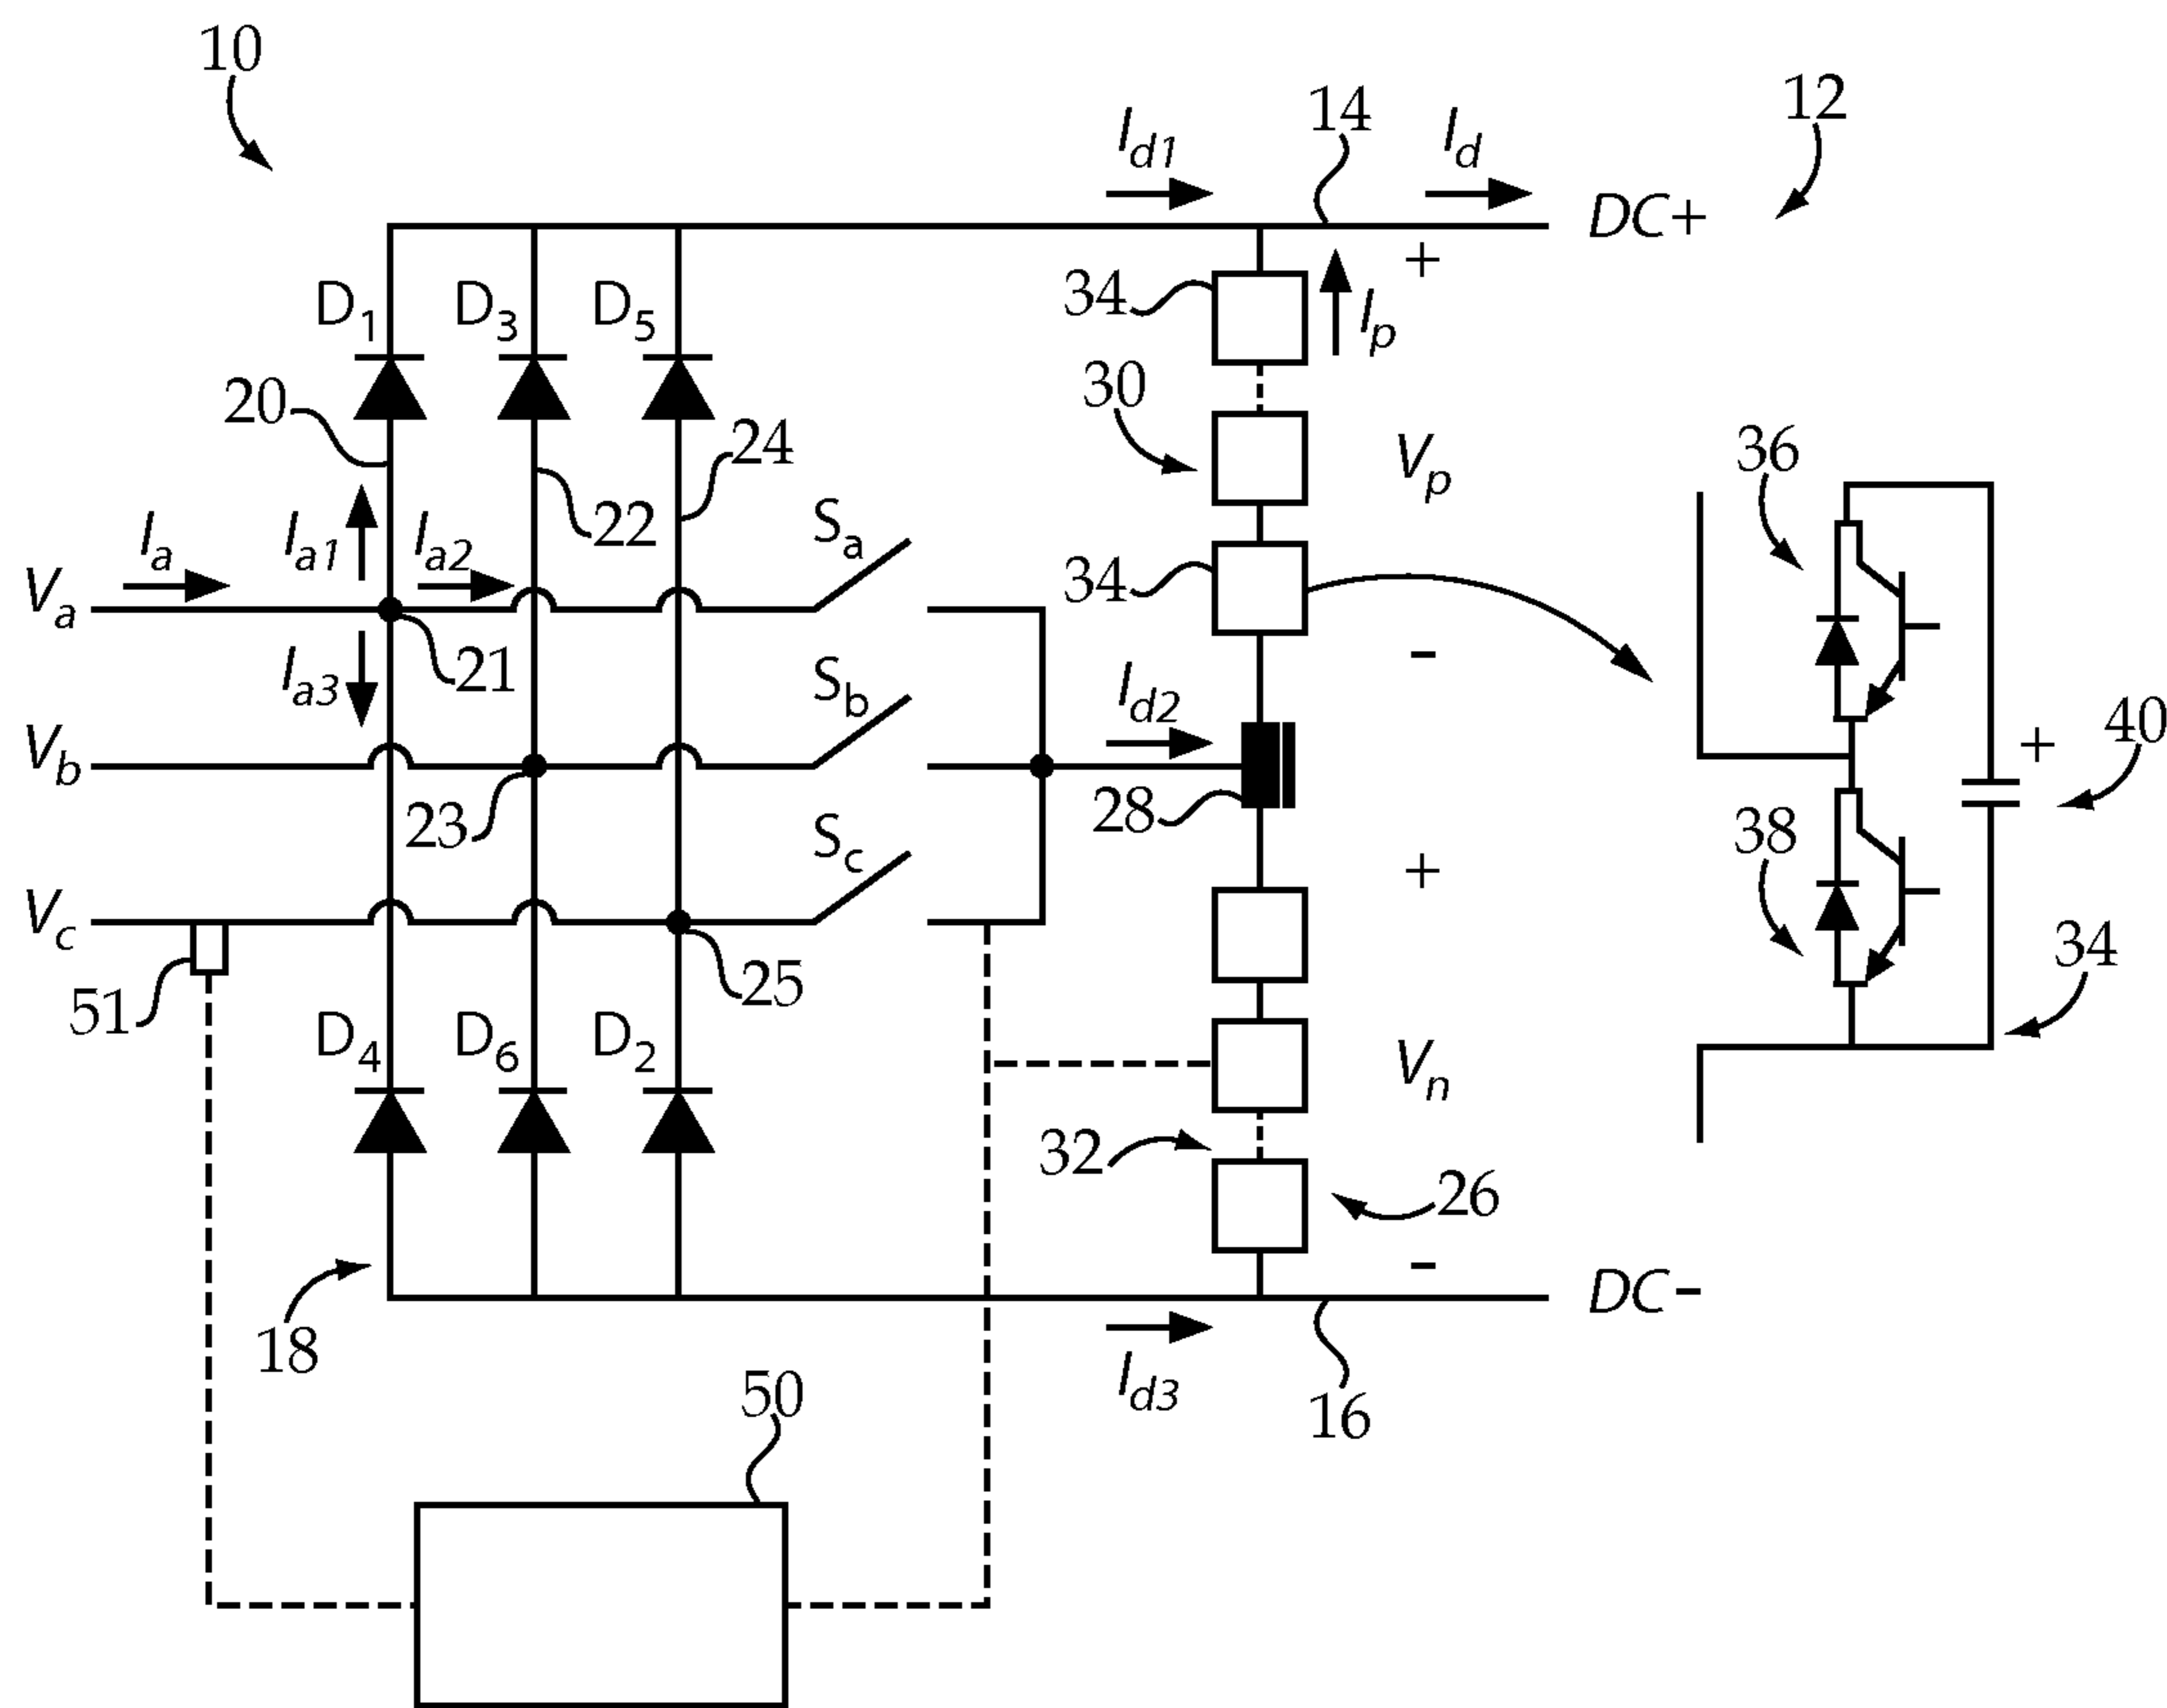 10
I_d1
14
I_d
12
DC+
D_1
D_3
D_5
34
+
I_p
20
30
24
V_p
36
22
I_a
I_a1
I_a2
S_a
34
V_a
21
-
I_a3
S_b
I_d2
V_b
40
+
23
28
38
S_c
+
V_c
34
25
51
D_4
D_6
D_2
V_n
32
26
-
DC-
18
I_d3
50
16